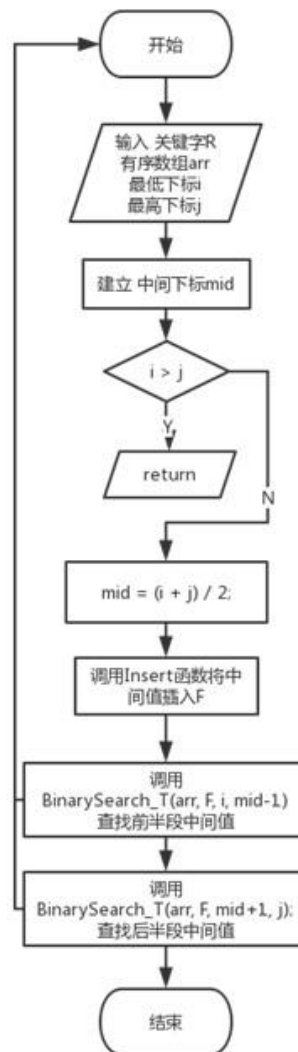 开始
输入 关键字R
有序数组arr
最低下标i
最高下标j
建立 中间下标mid
i > j
Y
return
N
mid = (i + j) / 2;
调用Insert函数将中
间值插入F
调用
BinarySearch_T(arr, F, i, mid-1)
查找前半段中间值
调用
BinarySearch_T(arr, F, mid+1, j);
查找后半段中间值
结束